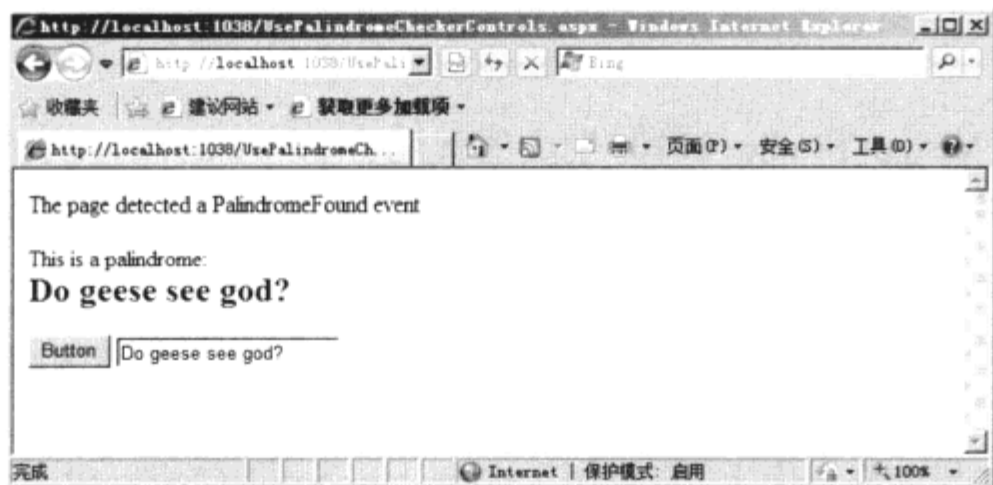 http://localhost:1038/UsePalindromeCheckerControls.aspx - Windows Internet Explorer
http://localhost:1038/UsePali
Bing
收藏夹 建议网站 获取更多加载项
http://localhost:1038/UsePalindromeCh...
页面(P) 安全(S) 工具(O)
The page detected a PalindromeFound event
This is a palindrome:
Do geese see god?
Button Do geese see god?
完成 Internet | 保护模式: 启用 100%